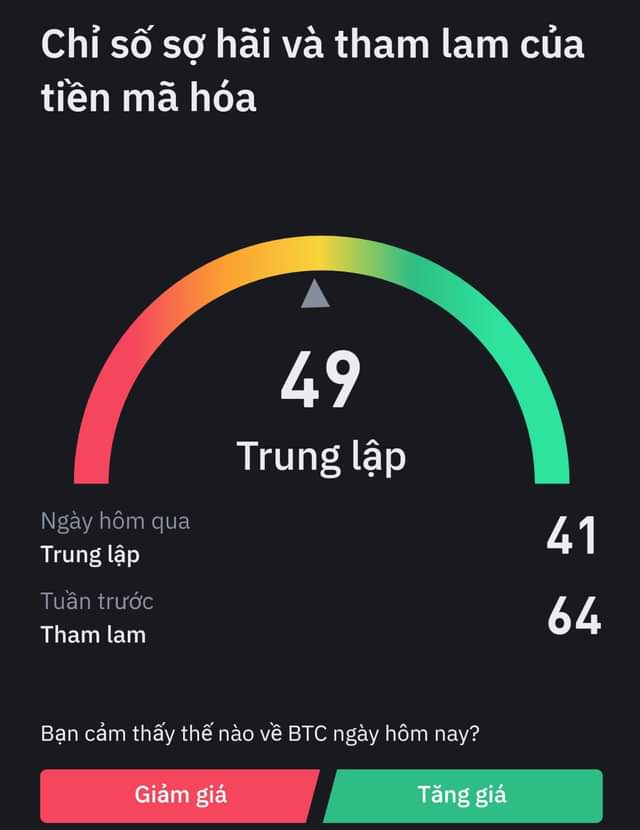 Chỉ số sợ hãi và tham lam của
tiền mã hóa
49
Trung lập
Ngày hôm qua
Trung lập
41
Tuần trước
Tham lam
64
Bạn cảm thấy thế nào về BTC ngày hôm nay?
Giảm giá
Tăng giá